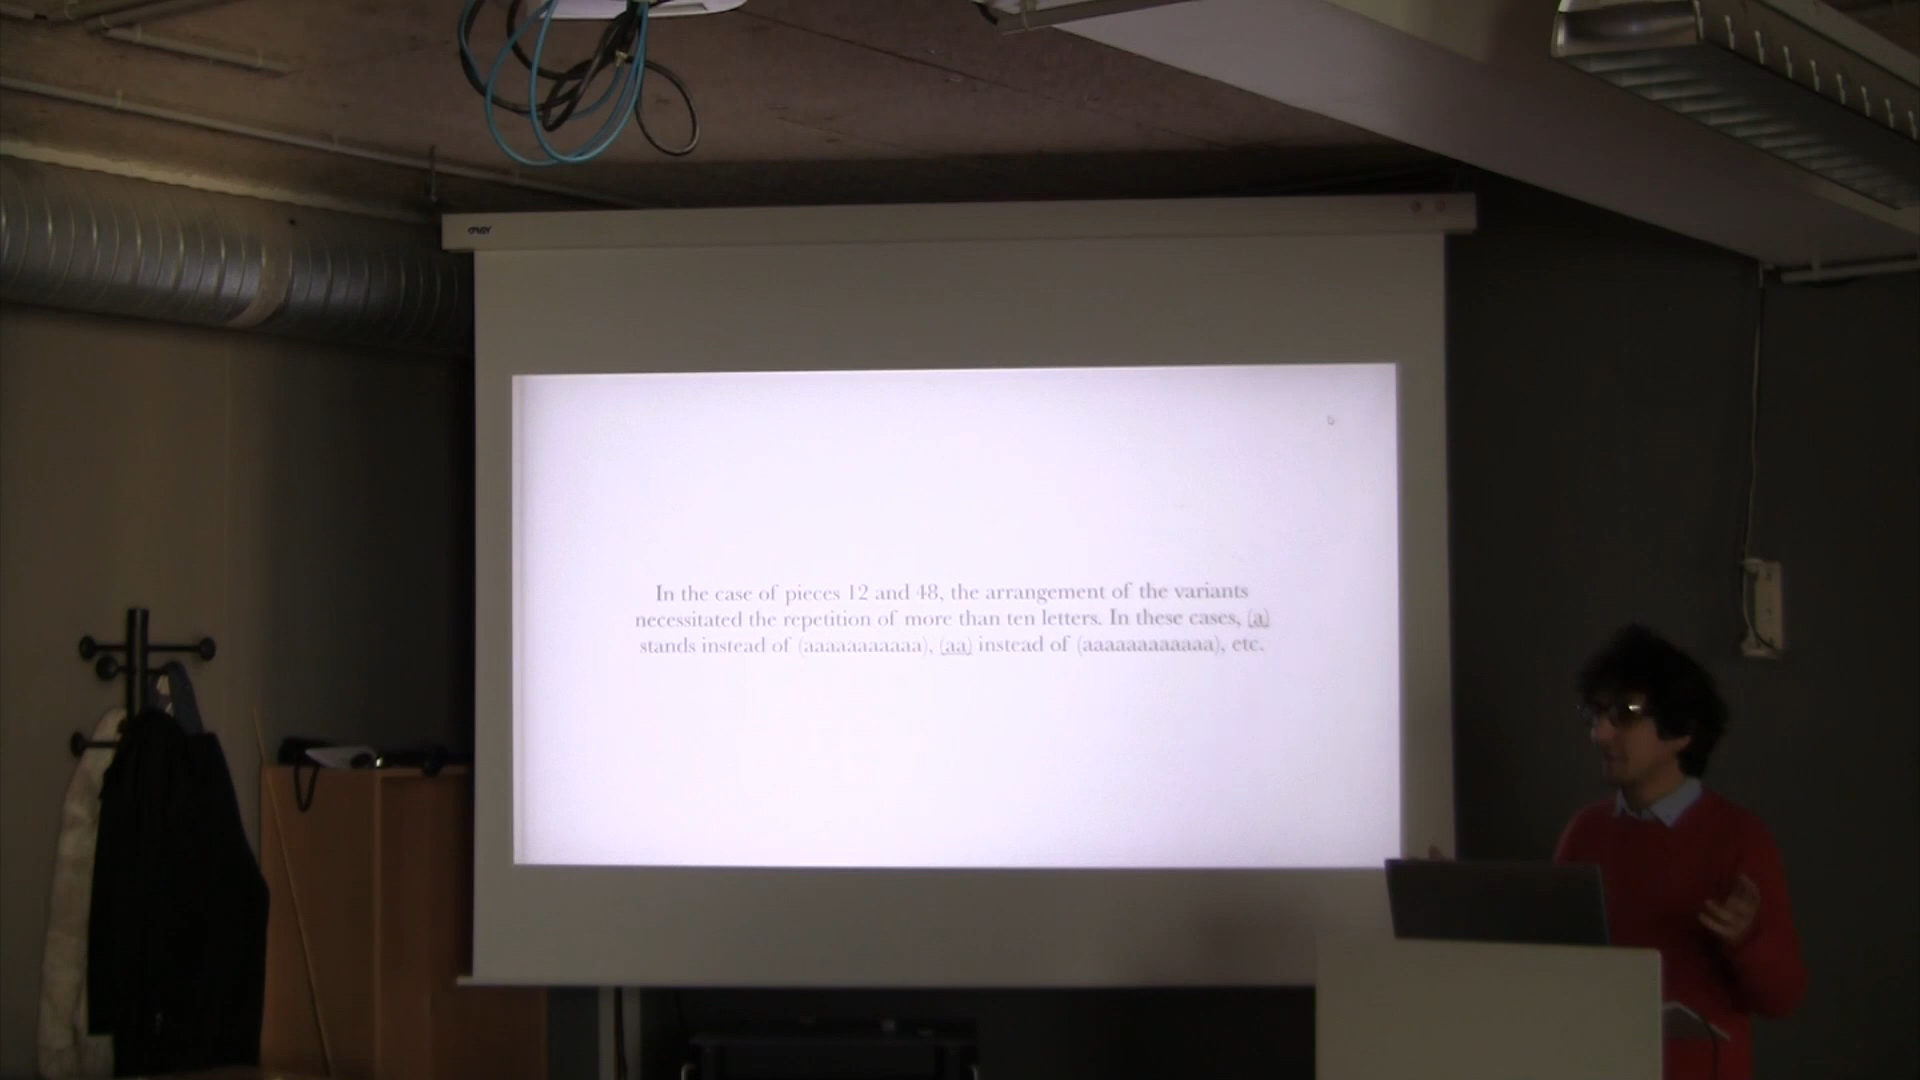 In the case of pieces 12 and 48, the arrangement of the variants
necessitated the repetition of more than ten letters. In these cases, (a)
stands instead of (aaaaaaaaaaa), (aa) instead of (aaaaaaaaaaaa), etc.